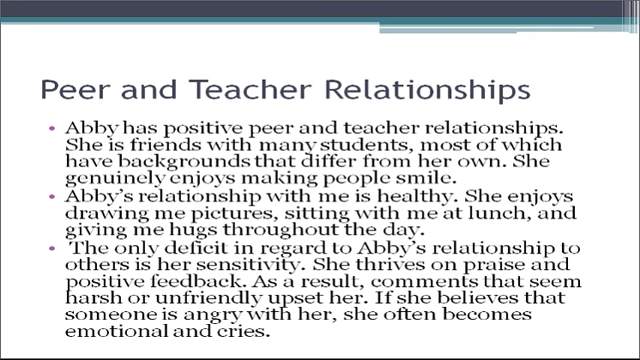 Peer and Teacher Relationships
• Abby has positive peer and teacher relationships.
She is friends with many students, most of which
have backgrounds that differ from her own. She
genuinely enjoys making people smile.
• Abby's relationship with me is healthy. She enjoys
drawing me pictures, sitting with me at lunch, and
giving me hugs throughout the day.
• The only deficit in regard to Abby's relationship to
others is her sensitivity. She thrives on praise and
positive feedback. As a result, comments that seem
harsh or unfriendly upset her. If she believes that
someone is angry with her, she often becomes
emotional and cries.